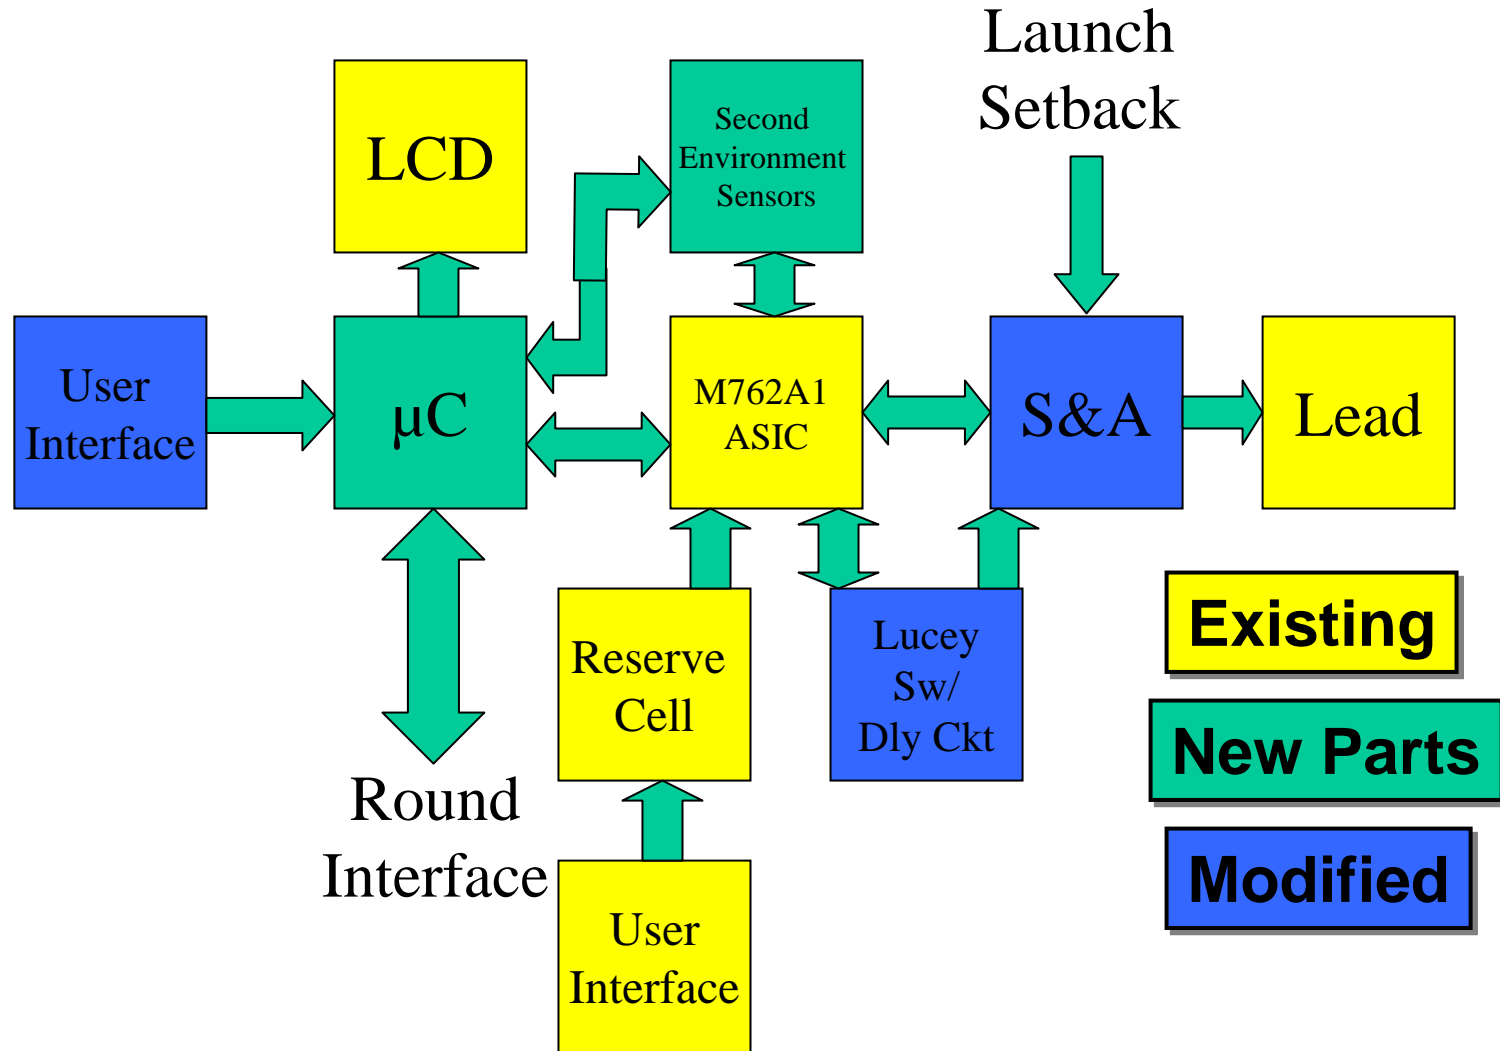 Launch
Setback
LCD
Second
Environment
Sensors
User
Interface
μC
M762A1
ASIC
S&A
Lead
Reserve
Cell
Lucey
Sw/
Dly Ckt
Existing
New Parts
Modified
Round
Interface
User
Interface